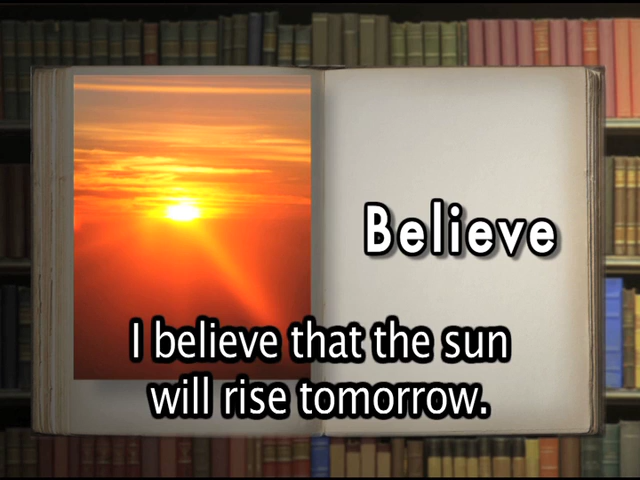 Believe
I believe that the sun
will rise tomorrow.